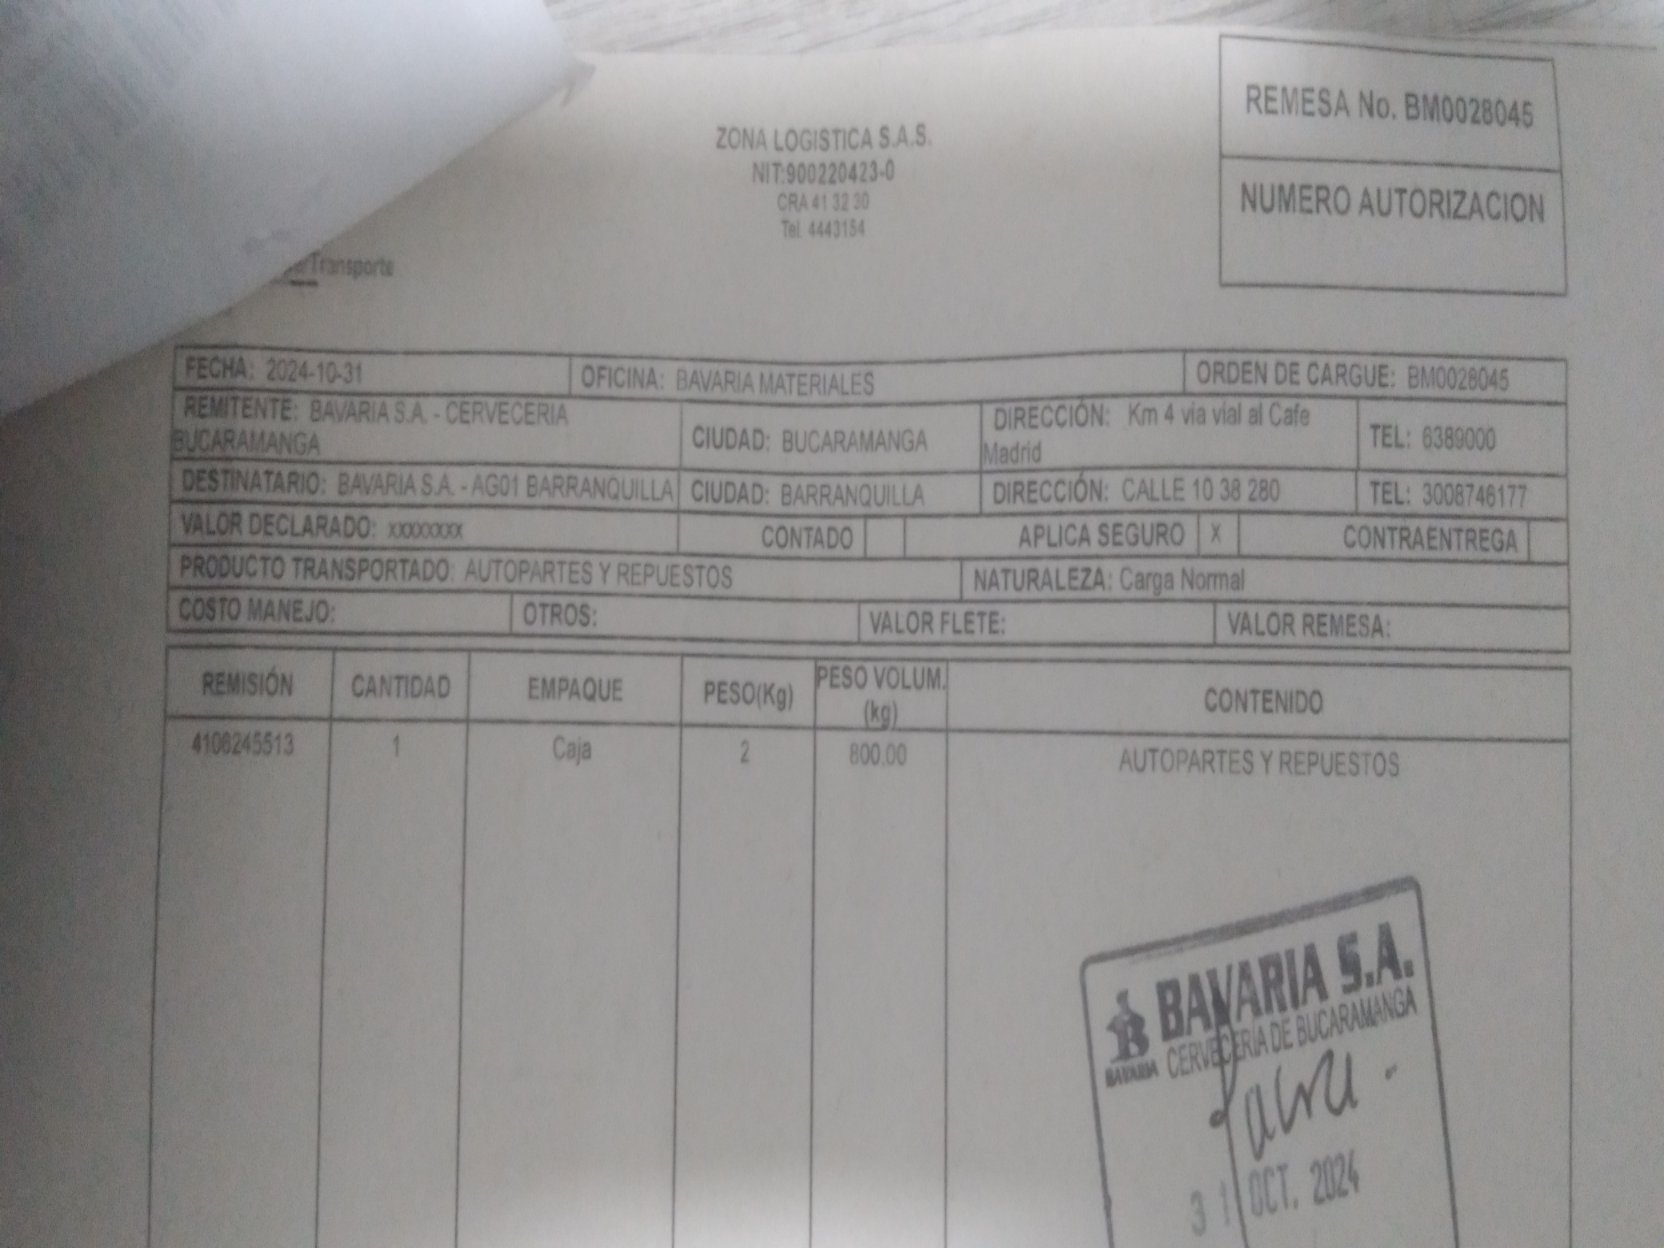 REMESA No. BM0028045
NUMERO AUTORIZACION
ZONA LOGISTICA S.A.S.
NIT:900220423-0
CRA 41 32 30
Tel. 4443154
Transporte
FECHA: 2024-10-31 OFICINA: BAVARIA MATERIALES ORDEN DE CARGUE: BM0028045
REMITENTE: BAVARIA S.A. - CERVECERIA
BUCARAMANGA
CIUDAD: BUCARAMANGA
DIRECCIÓN: Km 4 via vial al Cafe
Madrid
TEL: 6389000
DESTINATARIO: BAVARIA S.A. - AG01 BARRANQUILLA CIUDAD: BARRANQUILLA DIRECCIÓN: CALLE 10 38 280 TEL: 3008746177
VALOR DECLARADO: xxxxxxxx CONTADO APLICA SEGURO X CONTRAENTREGA
PRODUCTO TRANSPORTADO: AUTOPARTES Y REPUESTOS NATURALEZA: Carga Normal
COSTO MANEJO: OTROS: VALOR FLETE: VALOR REMESA:
REMISIÓN CANTIDAD EMPAQUE PESO(Kg) PESO VOLUM. (kg) CONTENIDO
4106245513 1 Caja 2 800.00 AUTOPARTES Y REPUESTOS
BAVARIA S.A.
CERVECERIA DE BUCARAMANGA
BAVARIA
31 OCT. 2024